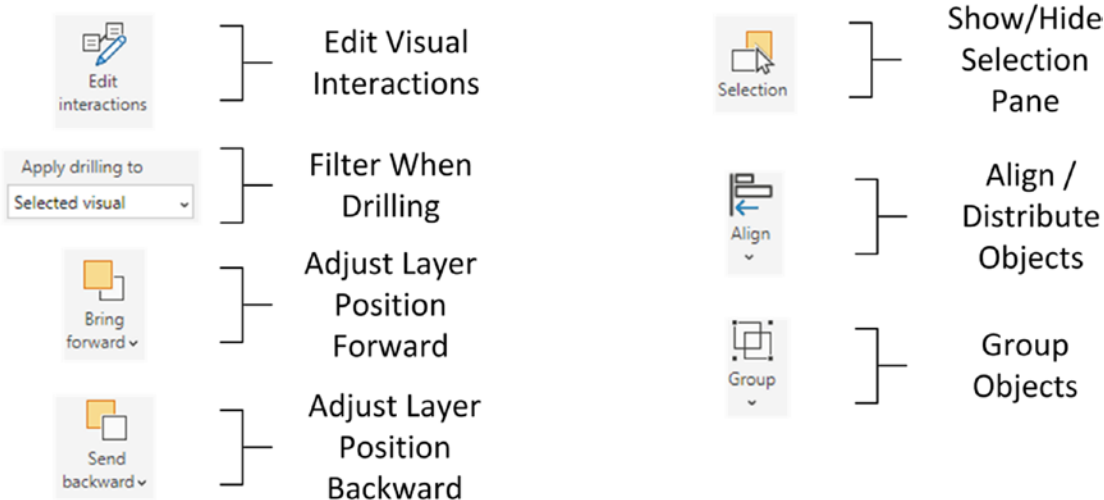 Edit
interactions
Edit Visual
Interactions
Apply drilling to
Selected visual
Filter When
Drilling
Bring
forward
Adjust Layer
Position
Forward
Send
backward
Adjust Layer
Position
Backward
Selection
Show/Hide
Selection
Pane
Align
Align /
Distribute
Objects
Group
Group
Objects